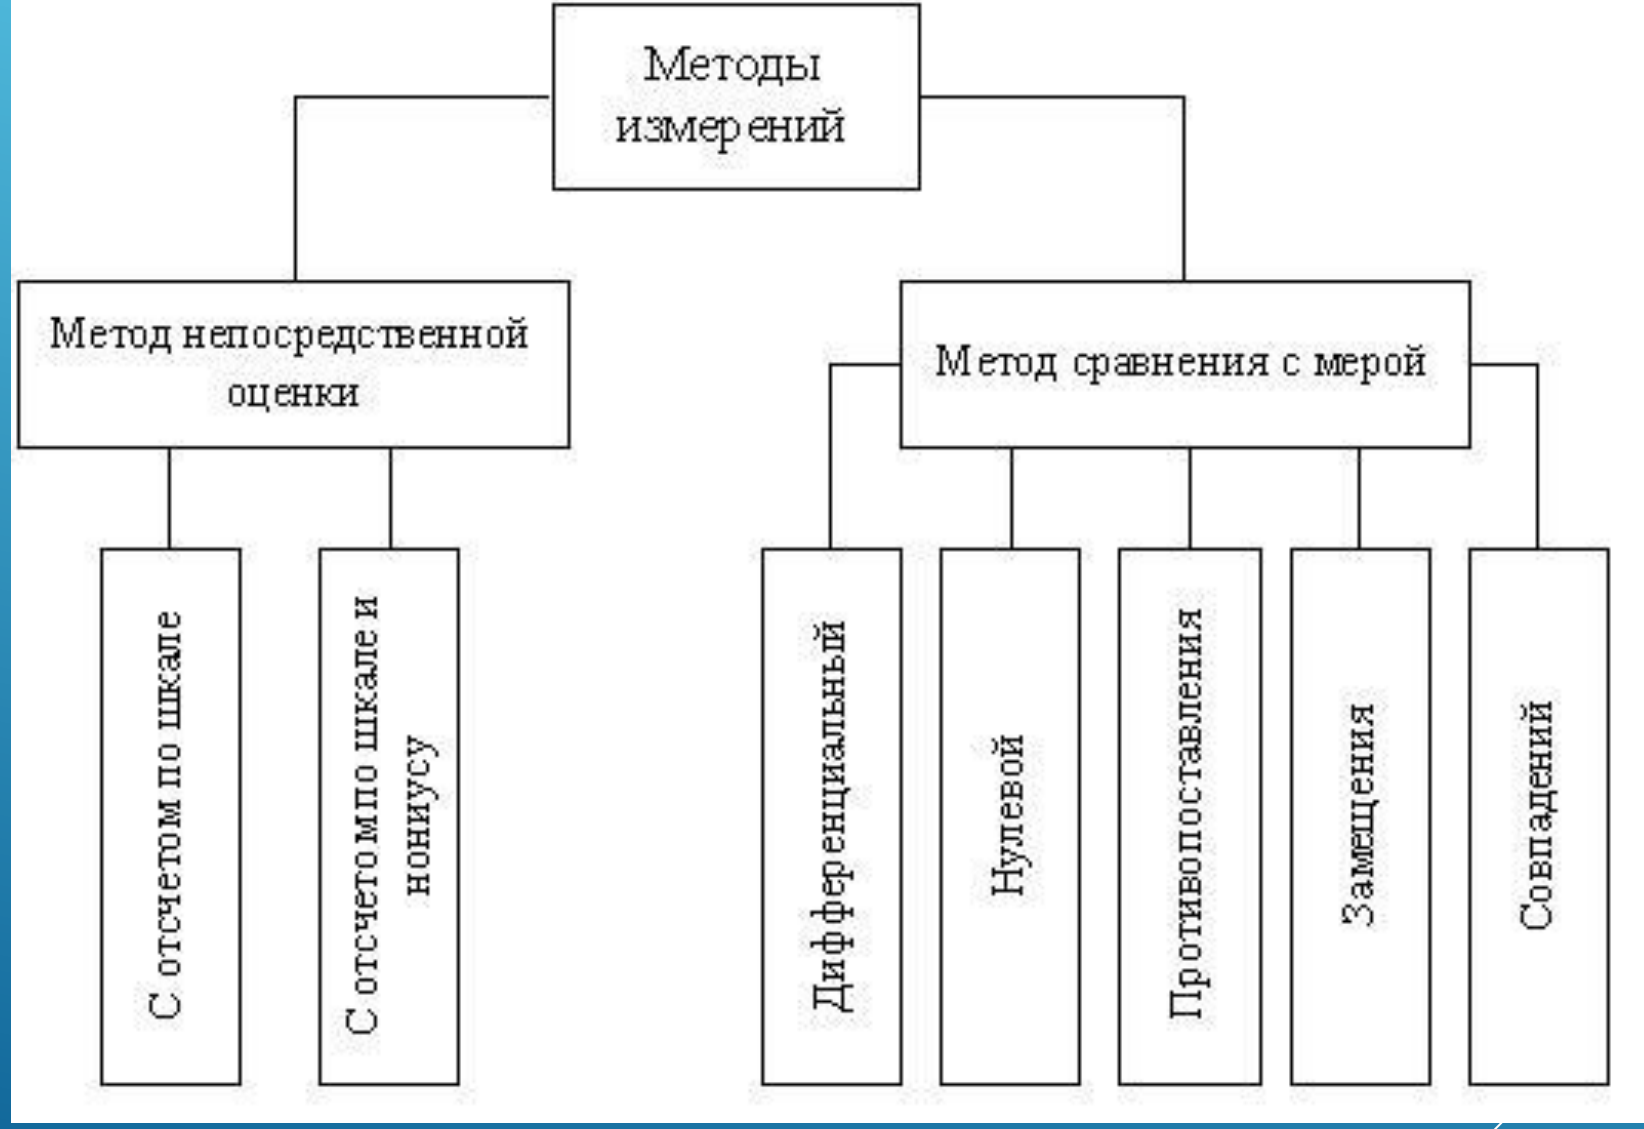 Методы
измерений
Метод непосредственной
оценки
Метод сравнения с мерой
С отсчетом по шкале
С отсчетом по шкале и
нониусу
Дифференциальный
Нулевой
Противопоставления
Замещения
Совпадений